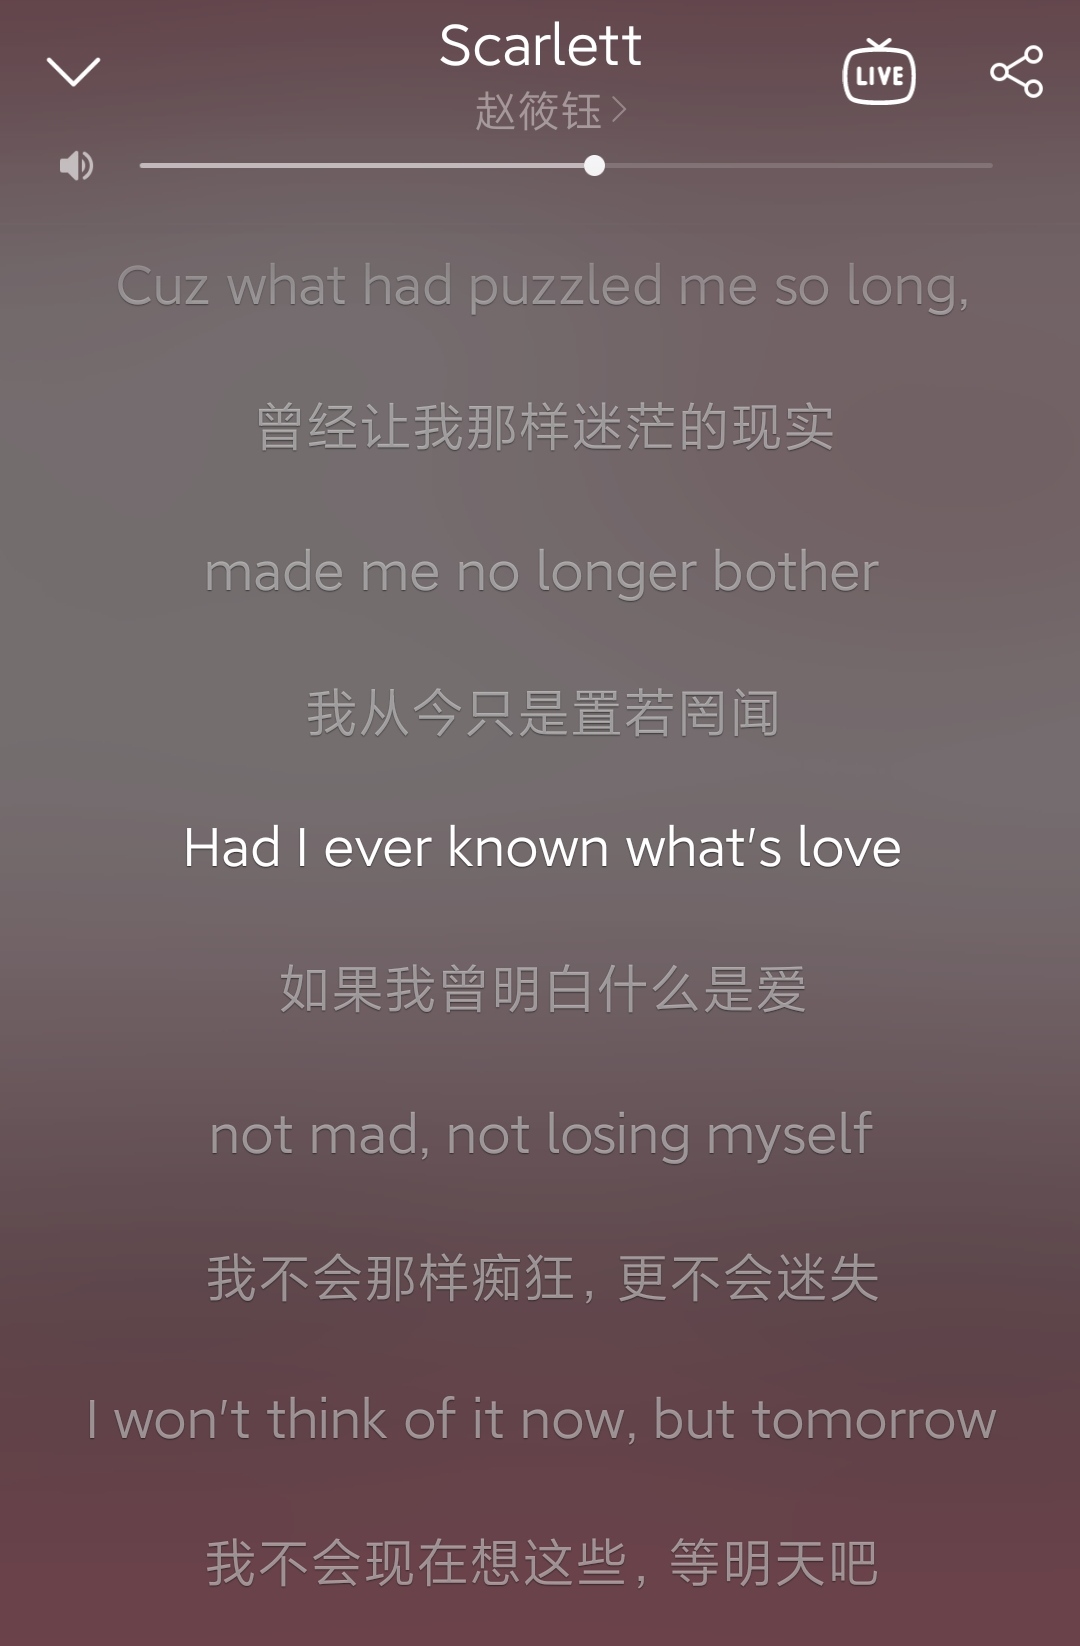 Scarlett
LIVE
赵筱钰
Cuz what had puzzled me so long,
曾经让我那样迷茫的现实
made me no longer bother
我从今只是置若罔闻
Had I ever known what's love
如果我曾明白什么是爱
not mad, not losing myself
我不会那样痴狂，更不会迷失
I won't think of it now, but tomorrow
我不会现在想这些，等明天吧